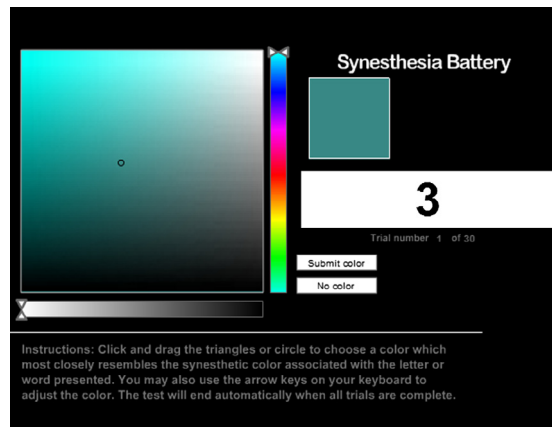 Synesthesia Battery
3
Trial number 1 of 30
Submit color
No color
Instructions: Click and drag the triangles or circle to choose a color which
most closely resembles the synesthetic color associated with the letter or
word presented. You may also use the arrow keys on your keyboard to
adjust the color. The test will end automatically when all trials are complete.